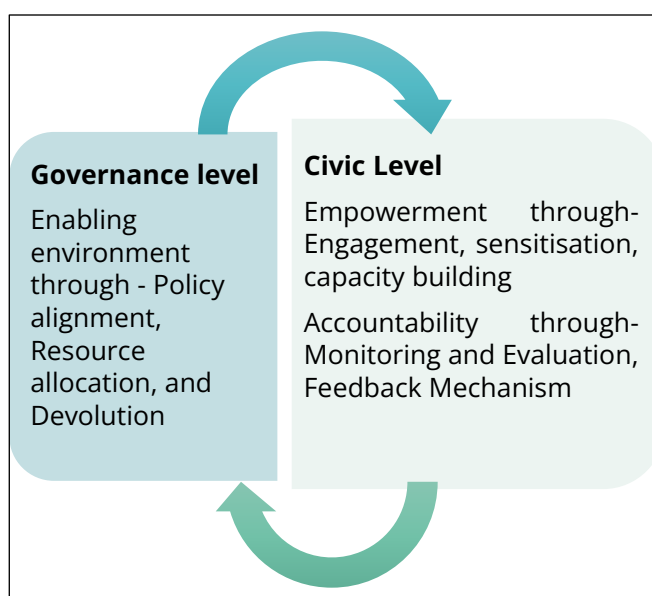 Governance level
Enabling
environment
through - Policy
alignment,
Resource
allocation, and
Devolution
Civic Level
Empowerment through-
Engagement, sensitisation,
capacity building
Accountability through-
Monitoring and Evaluation,
Feedback Mechanism